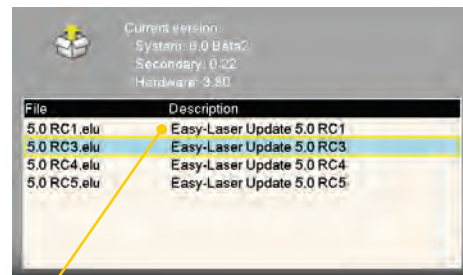 Current version:
System: 6.0 Beta2
Secondary: 0.22
Hardware: 3.80
File Description
5.0 RC1.elu Easy-Laser Update 5.0 RC1
5.0 RC3.elu Easy-Laser Update 5.0 RC3
5.0 RC4.elu Easy-Laser Update 5.0 RC4
5.0 RC5.elu Easy-Laser Update 5.0 RC5